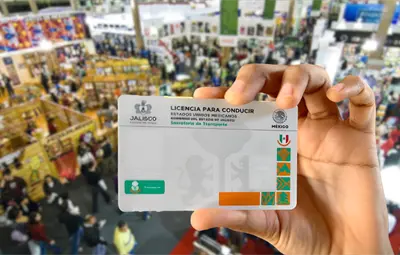 JALISCO
LICENCIA PARA CONDUCIR
ESTADOS UNIDOS MEXICANOS
GOBIERNO DEL ESTADO DE JALISCO
Secretaría de Transporte
MÉXICO